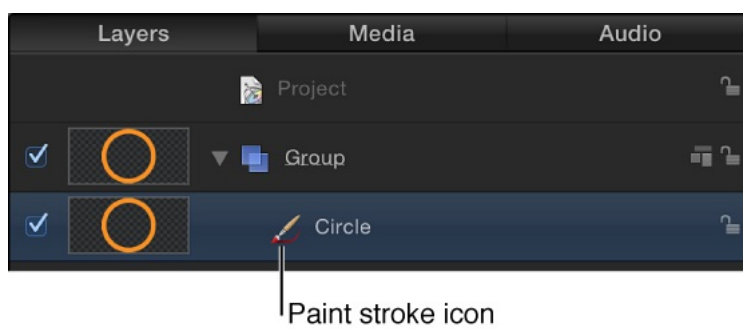 Layers Media Audio
Project
Group
Circle
Paint stroke icon